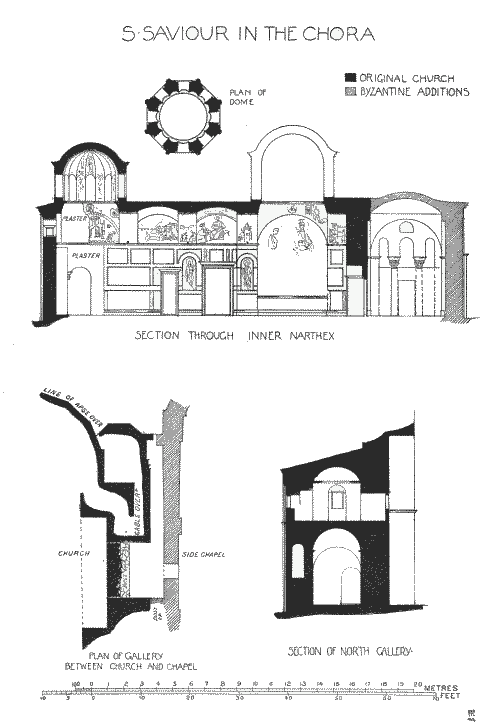 S·SAVIOUR IN THE CHORA
PLAN OF
DOME
ORIGINAL CHURCH
BYZANTINE ADDITIONS
PLASTER
PLASTER
SECTION THROUGH INNER NARTHEX
LINE OF APSE OVER
GABLE OVER
CHURCH
SIDE CHAPEL
PLAN OF GALLERY
BETWEEN CHURCH AND CHAPEL
SECTION OF NORTH GALLERY
0 1 2 3 4 5 6 7 8 9 10 11 12 13 14 15 16 17 18 19 20 METRES
10 0 10 20 30 40 50 60 70 FEET